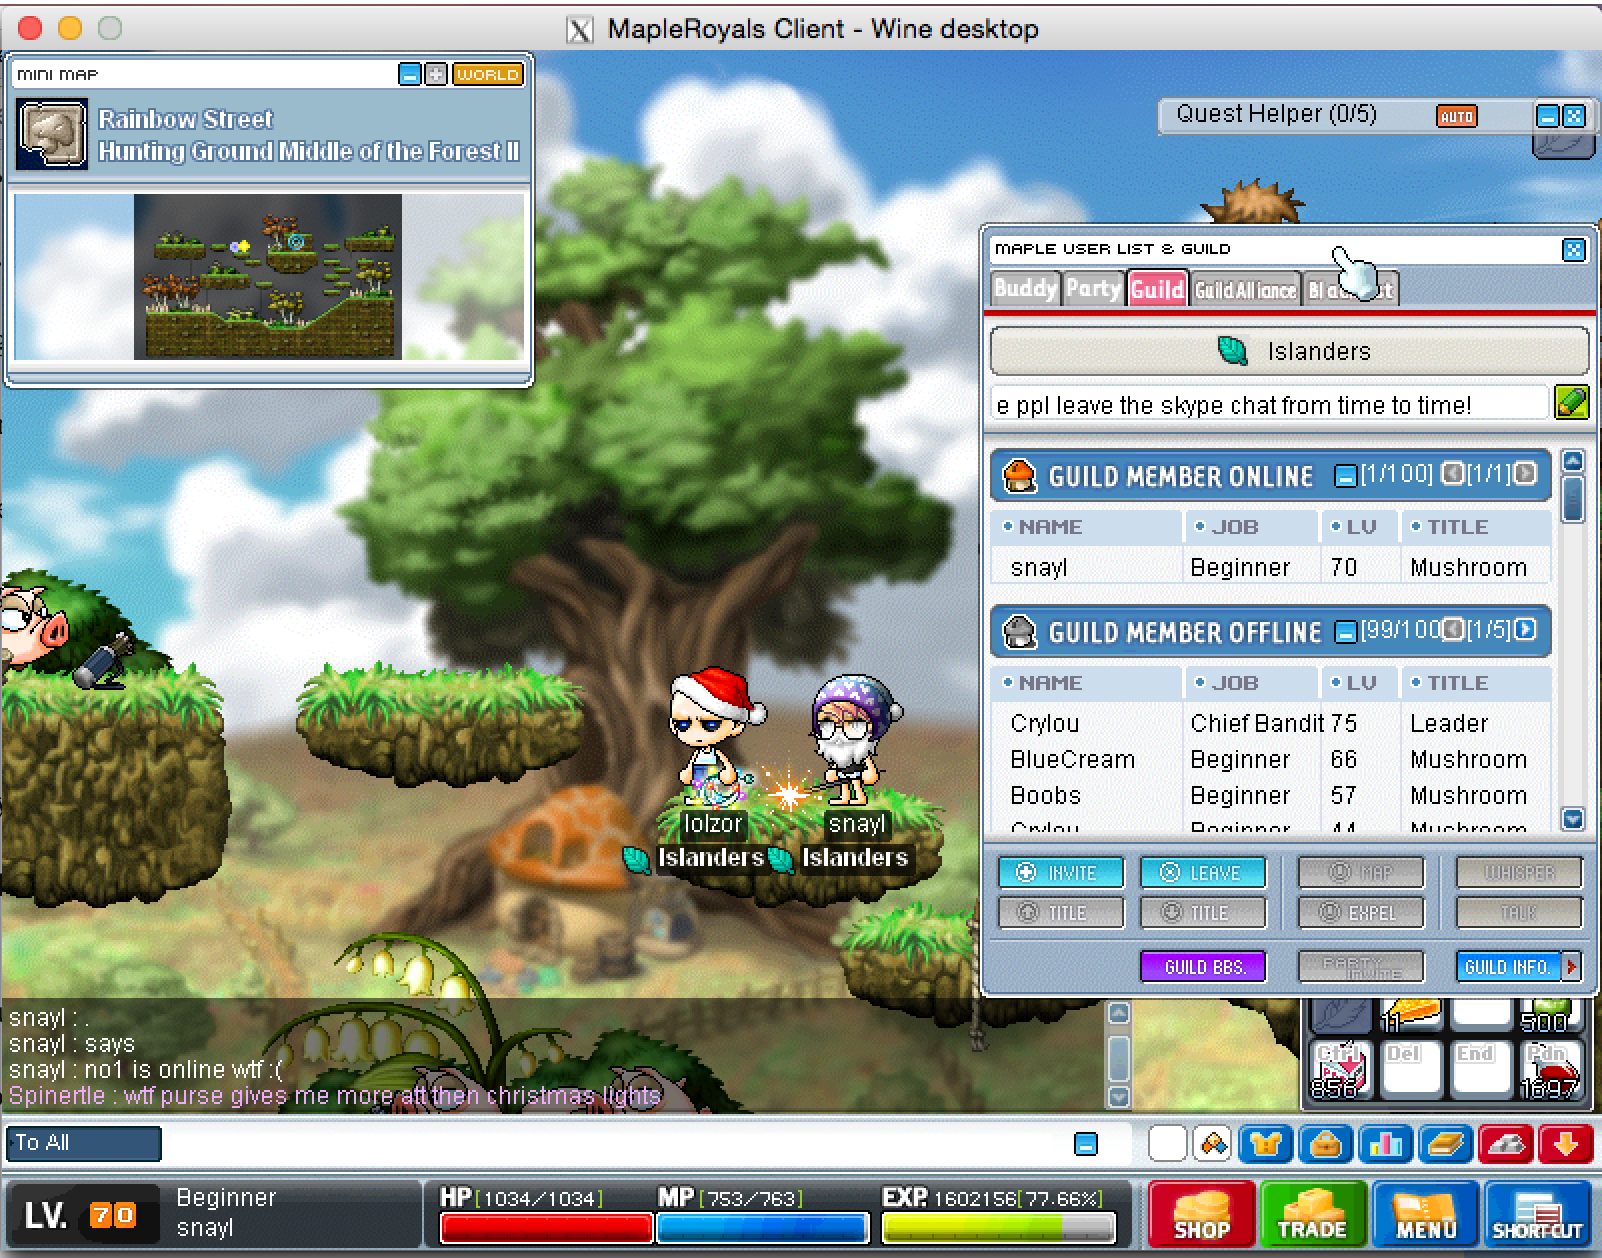 MapleRoyals Client - Wine desktop
MINI MAP
WORLD
Rainbow Street
Hunting Ground Middle of the Forest II
Quest Helper (0/5)
AUTO
MAPLE USER LIST & GUILD
Buddy Party Guild GuildAlliance
Islanders
e ppl leave the skype chat from time to time!
GUILD MEMBER ONLINE [1/100] [1/1]
NAME JOB LV TITLE
snayl Beginner 70 Mushroom
GUILD MEMBER OFFLINE [99/100 [1/5]
NAME JOB LV TITLE
Crylou Chief Bandit 75 Leader
BlueCream Beginner 66 Mushroom
Boobs Beginner 57 Mushroom
Crylou Beginner 44 Mushroom
INVITE LEAVE MAP WHISPER
TITLE TITLE EXPEL TALK
GUILD BBS. PARTY INVITE GUILD INFO.
lolzor snayl
Islanders Islanders
snayl : .
snayl : says
snayl : no1 is online wtf :(
Spinertle : wtf purse gives me more att then christmas lights
11 500
Ctrl Del End Pdn
856 1697
To All
LV. 70
Beginner
snayl
HP[1034/1034] MP[753/763] EXP. 1602156[77.66%]
SHOP TRADE MENU SHORTCUT